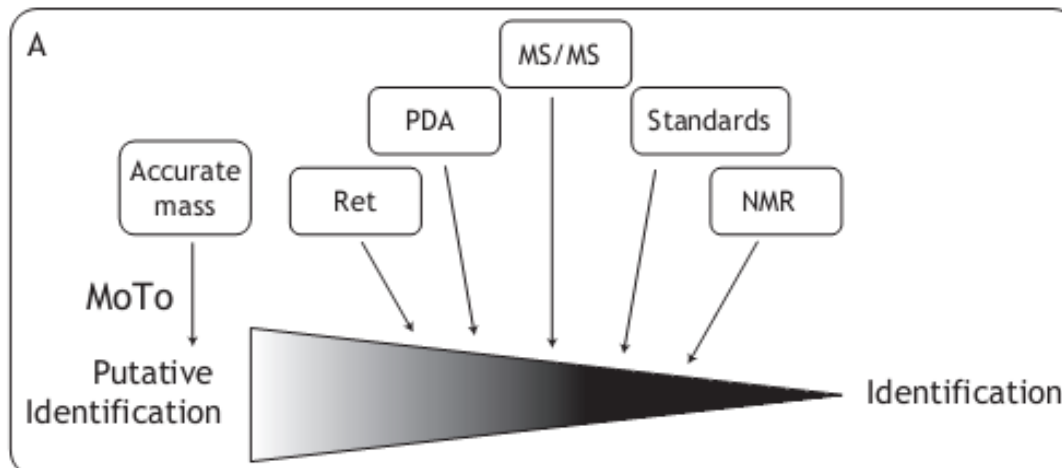 A
MS/MS
PDA
Standards
Accurate
mass
Ret
NMR
MoTo
Putative
Identification
Identification